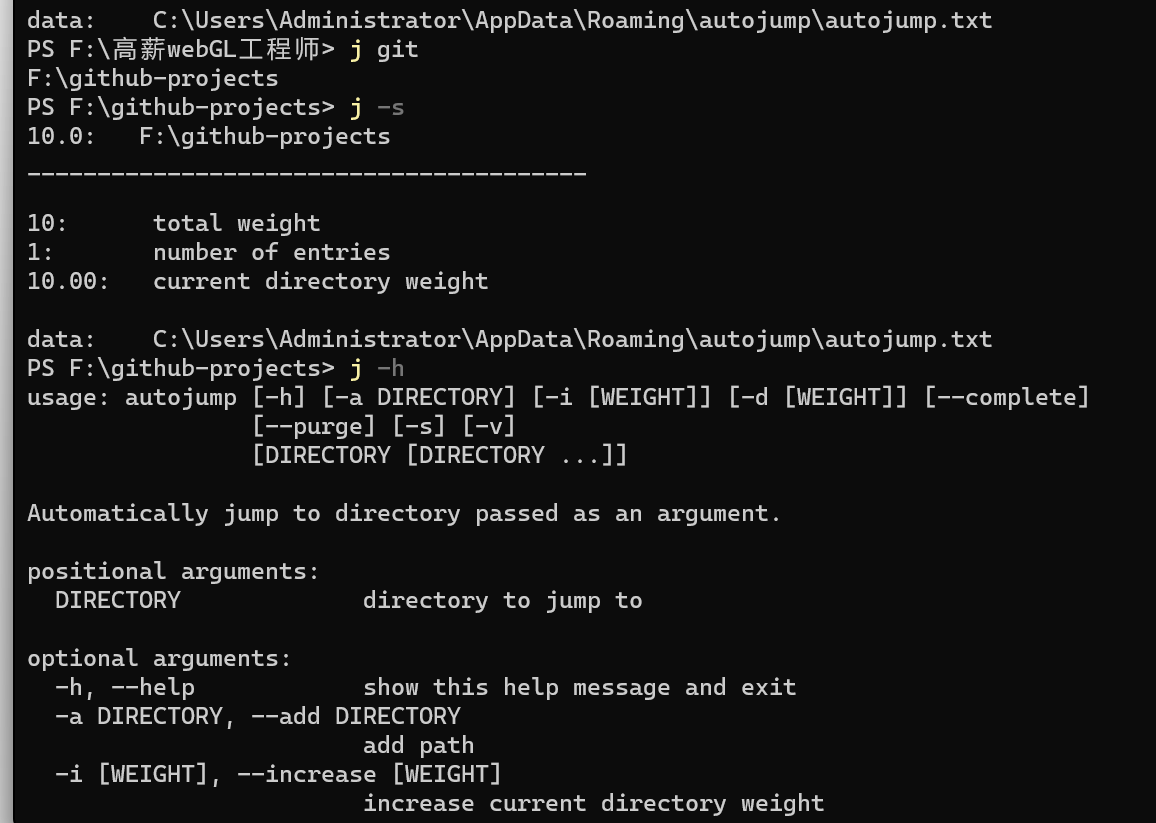 data:    C:\Users\Administrator\AppData\Roaming\autojump\autojump.txt
PS F:\高薪webGL工程师> j git
F:\github-projects
PS F:\github-projects> j -s
10.0:   F:\github-projects
________________________________________
10:      total weight
1:       number of entries
10.00:   current directory weight
data:    C:\Users\Administrator\AppData\Roaming\autojump\autojump.txt
PS F:\github-projects> j -h
usage: autojump [-h] [-a DIRECTORY] [-i [WEIGHT]] [-d [WEIGHT]] [--complete]
                [--purge] [-s] [-v]
                [DIRECTORY [DIRECTORY ...]]
Automatically jump to directory passed as an argument.
positional arguments:
  DIRECTORY             directory to jump to
optional arguments:
  -h, --help            show this help message and exit
  -a DIRECTORY, --add DIRECTORY
                        add path
  -i [WEIGHT], --increase [WEIGHT]
                        increase current directory weight